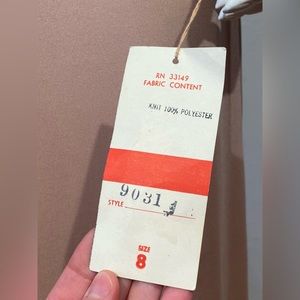 RN 33149
FABRIC CONTENT
KNIT 100% POLYESTER
9031
STYLE
SIZE
8